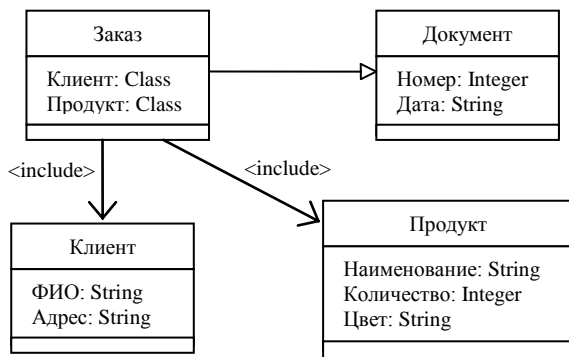 Заказ
Клиент: Class
Продукт: Class
Документ
Номер: Integer
Дата: String
<include>
<include>
Клиент
ФИО: String
Адрес: String
Продукт
Наименование: String
Количество: Integer
Цвет: String